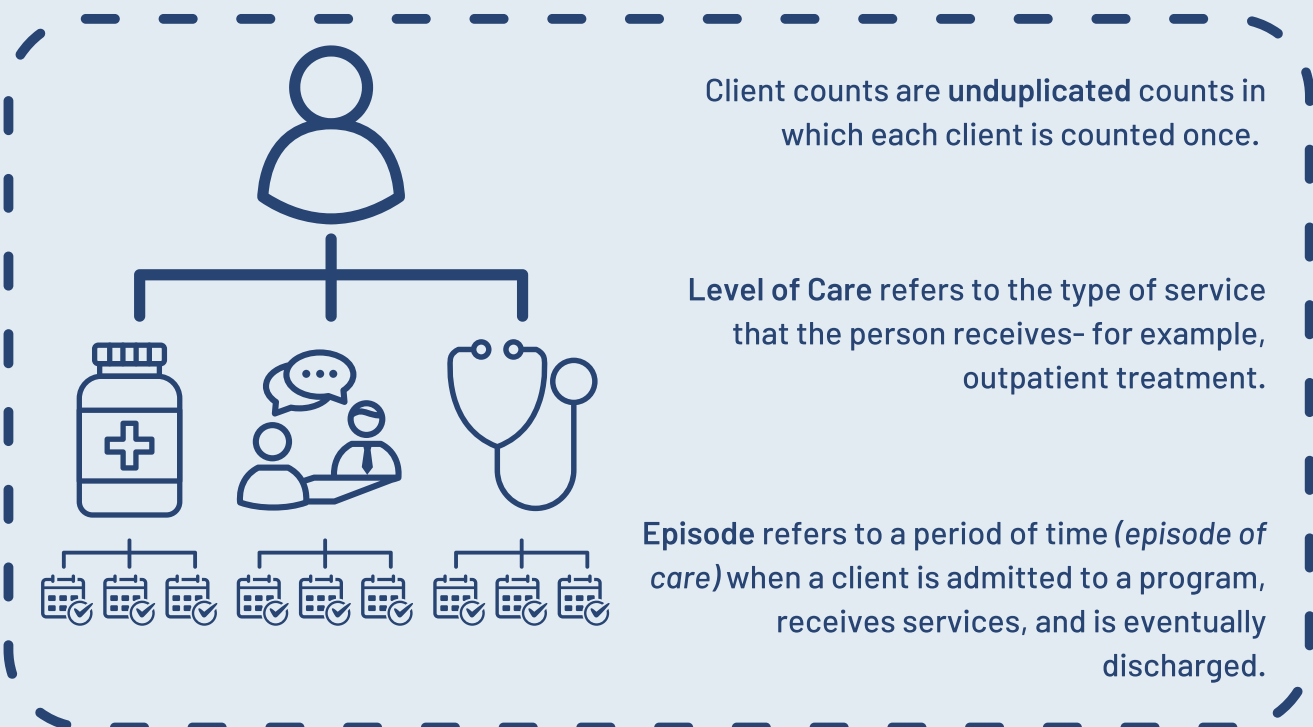 Client counts are unduplicated counts in
which each client is counted once.
Level of Care refers to the type of service
that the person receives- for example,
outpatient treatment.
Episode refers to a period of time (episode of
care) when a client is admitted to a program,
receives services, and is eventually
discharged.